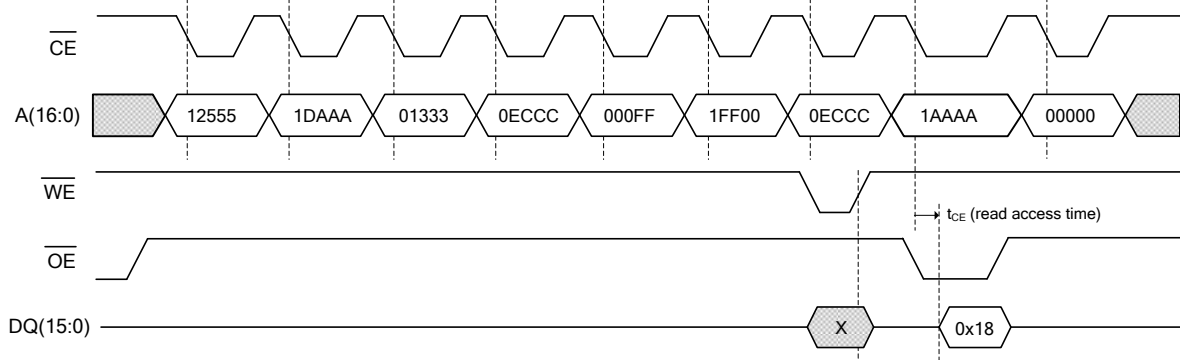 CE
A(16:0) 12555 1DAAA 01333 0ECCC 000FF 1FF00 0ECCC 1AAAA 00000
WE
tCE (read access time)
OE
DQ(15:0) X 0x18